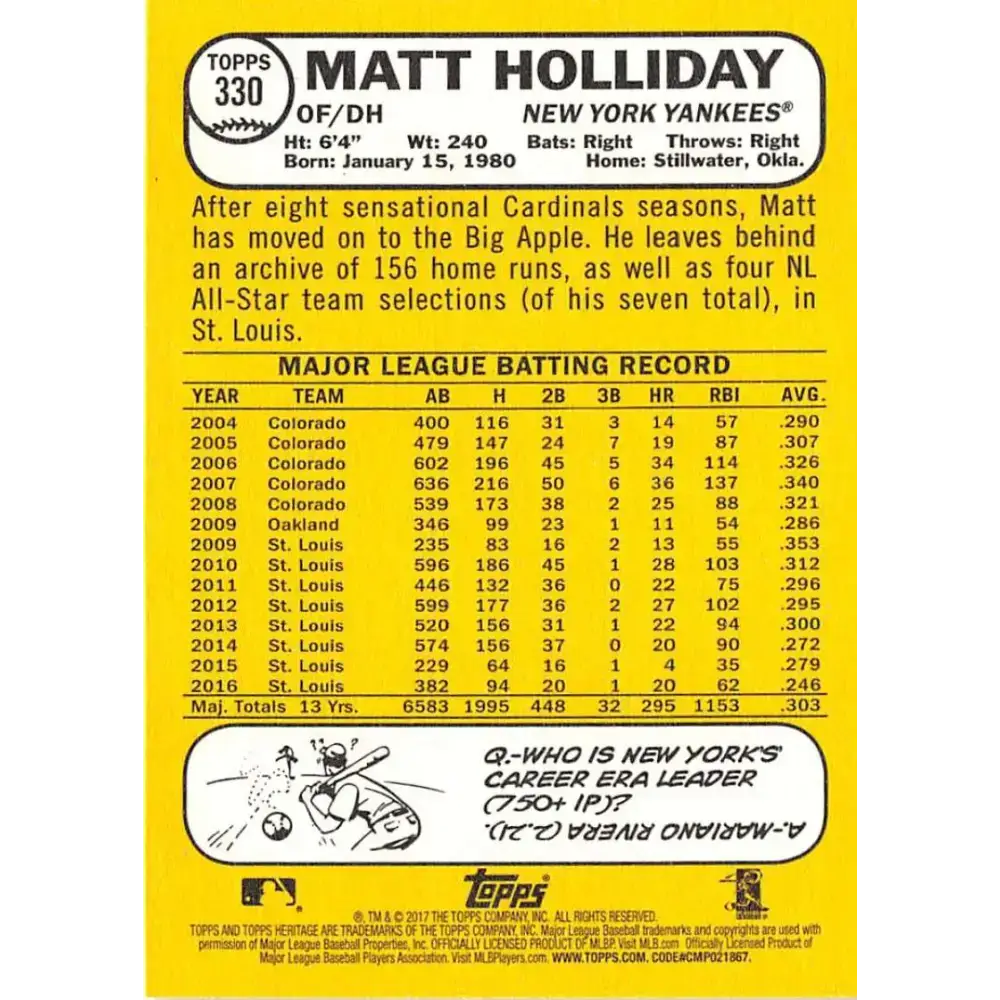 TOPPS
330
MATT HOLLIDAY
OF/DH NEW YORK YANKEES®
Ht: 6'4" Wt: 240 Bats: Right Throws: Right
Born: January 15, 1980 Home: Stillwater, Okla.
After eight sensational Cardinals seasons, Matt
has moved on to the Big Apple. He leaves behind
an archive of 156 home runs, as well as four NL
All-Star team selections (of his seven total), in
St. Louis.
MAJOR LEAGUE BATTING RECORD
YEAR TEAM AB H 2B 3B HR RBI AVG.
2004 Colorado 400 116 31 3 14 57 .290
2005 Colorado 479 147 24 7 19 87 .307
2006 Colorado 602 196 45 5 34 114 .326
2007 Colorado 636 216 50 6 36 137 .340
2008 Colorado 539 173 38 2 25 88 .321
2009 Oakland 346 99 23 1 11 54 .286
2009 St. Louis 235 83 16 2 13 55 .353
2010 St. Louis 596 186 45 1 28 103 .312
2011 St. Louis 446 132 36 0 22 75 .296
2012 St. Louis 599 177 36 2 27 102 .295
2013 St. Louis 520 156 31 1 22 94 .300
2014 St. Louis 574 156 37 0 20 90 .272
2015 St. Louis 229 64 16 1 4 35 .279
2016 St. Louis 382 94 20 1 20 62 .246
Maj. Totals 13 Yrs. 6583 1995 448 32 295 1153 .303
!! ?
Q.-WHO IS NEW YORK'S
CAREER ERA LEADER
(750+ IP)?
A.-MARIANO RIVERA (2.21).
TOPPS®
®, TM & © 2017 THE TOPPS COMPANY, INC. ALL RIGHTS RESERVED.
TOPPS AND TOPPS HERITAGE ARE TRADEMARKS OF THE TOPPS COMPANY, INC. Major League Baseball trademarks and copyrights are used with
permission of Major League Baseball Properties, Inc. OFFICIALLY LICENSED PRODUCT OF MLBP. Visit MLB.com Officially Licensed Product of
Major League Baseball Players Association. Visit MLBPlayers.com. WWW.TOPPS.COM. CODE#CMP021867.